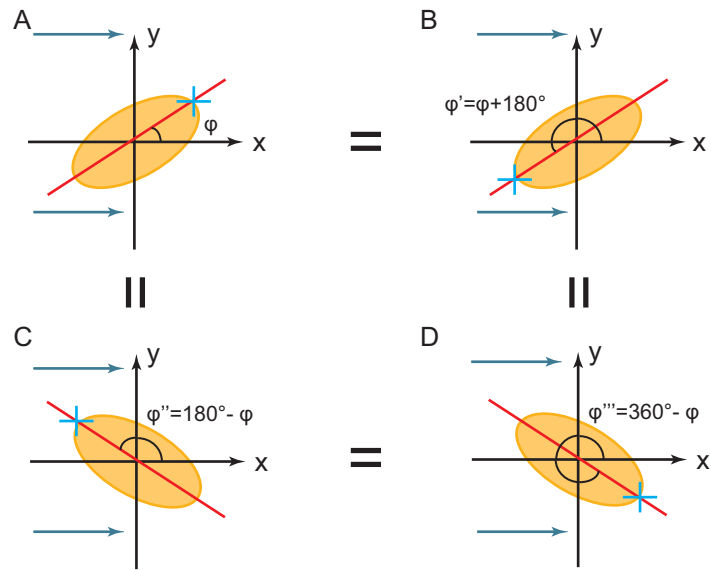 A
y
φ
x
=
B
y
φ'=φ+180°
x
=
=
C
y
φ''=180°- φ
x
=
D
y
φ'''=360°- φ
x